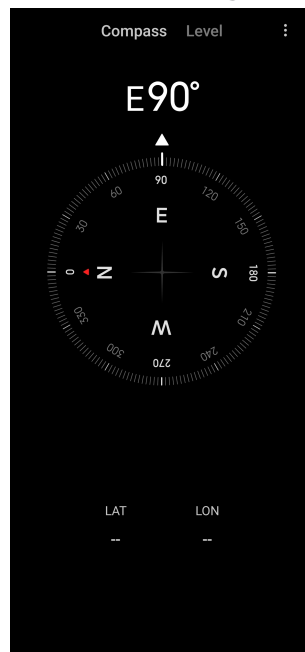 Compass Level
E90°
90
60 120
E
30 150
0 N S 180
330 210
W
300 240
270
LAT LON
-- --